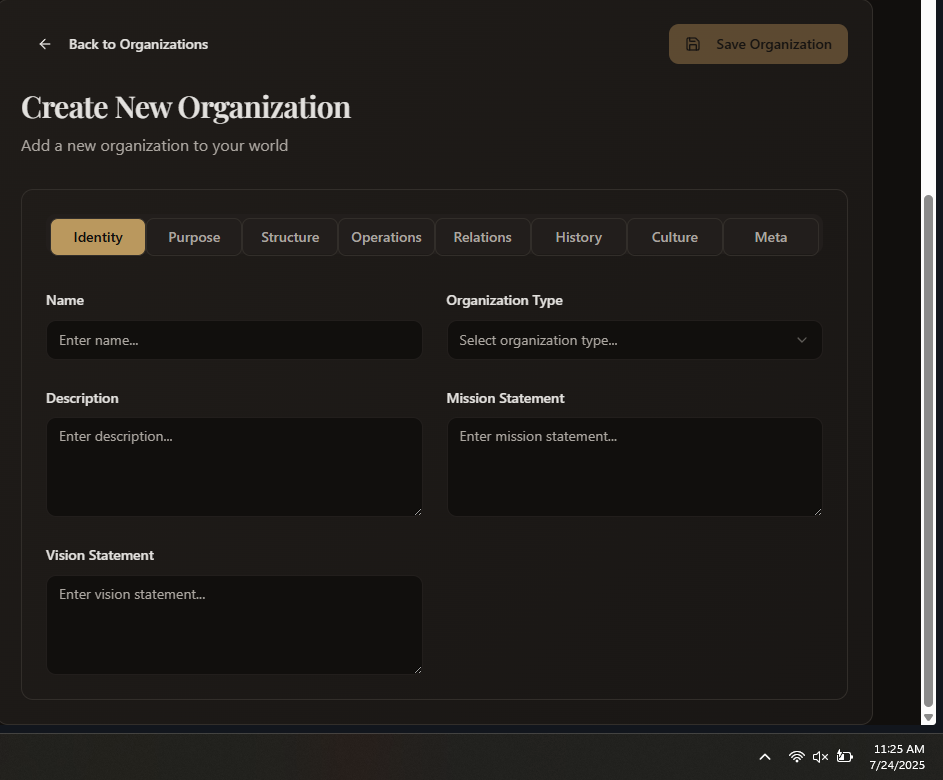 Back to Organizations
Save Organization
Create New Organization
Add a new organization to your world
Identity
Purpose
Structure
Operations
Relations
History
Culture
Meta
Name
Organization Type
Enter name...
Select organization type...
Description
Mission Statement
Enter description...
Enter mission statement...
Vision Statement
Enter vision statement...
11:25 AM
7/24/2025